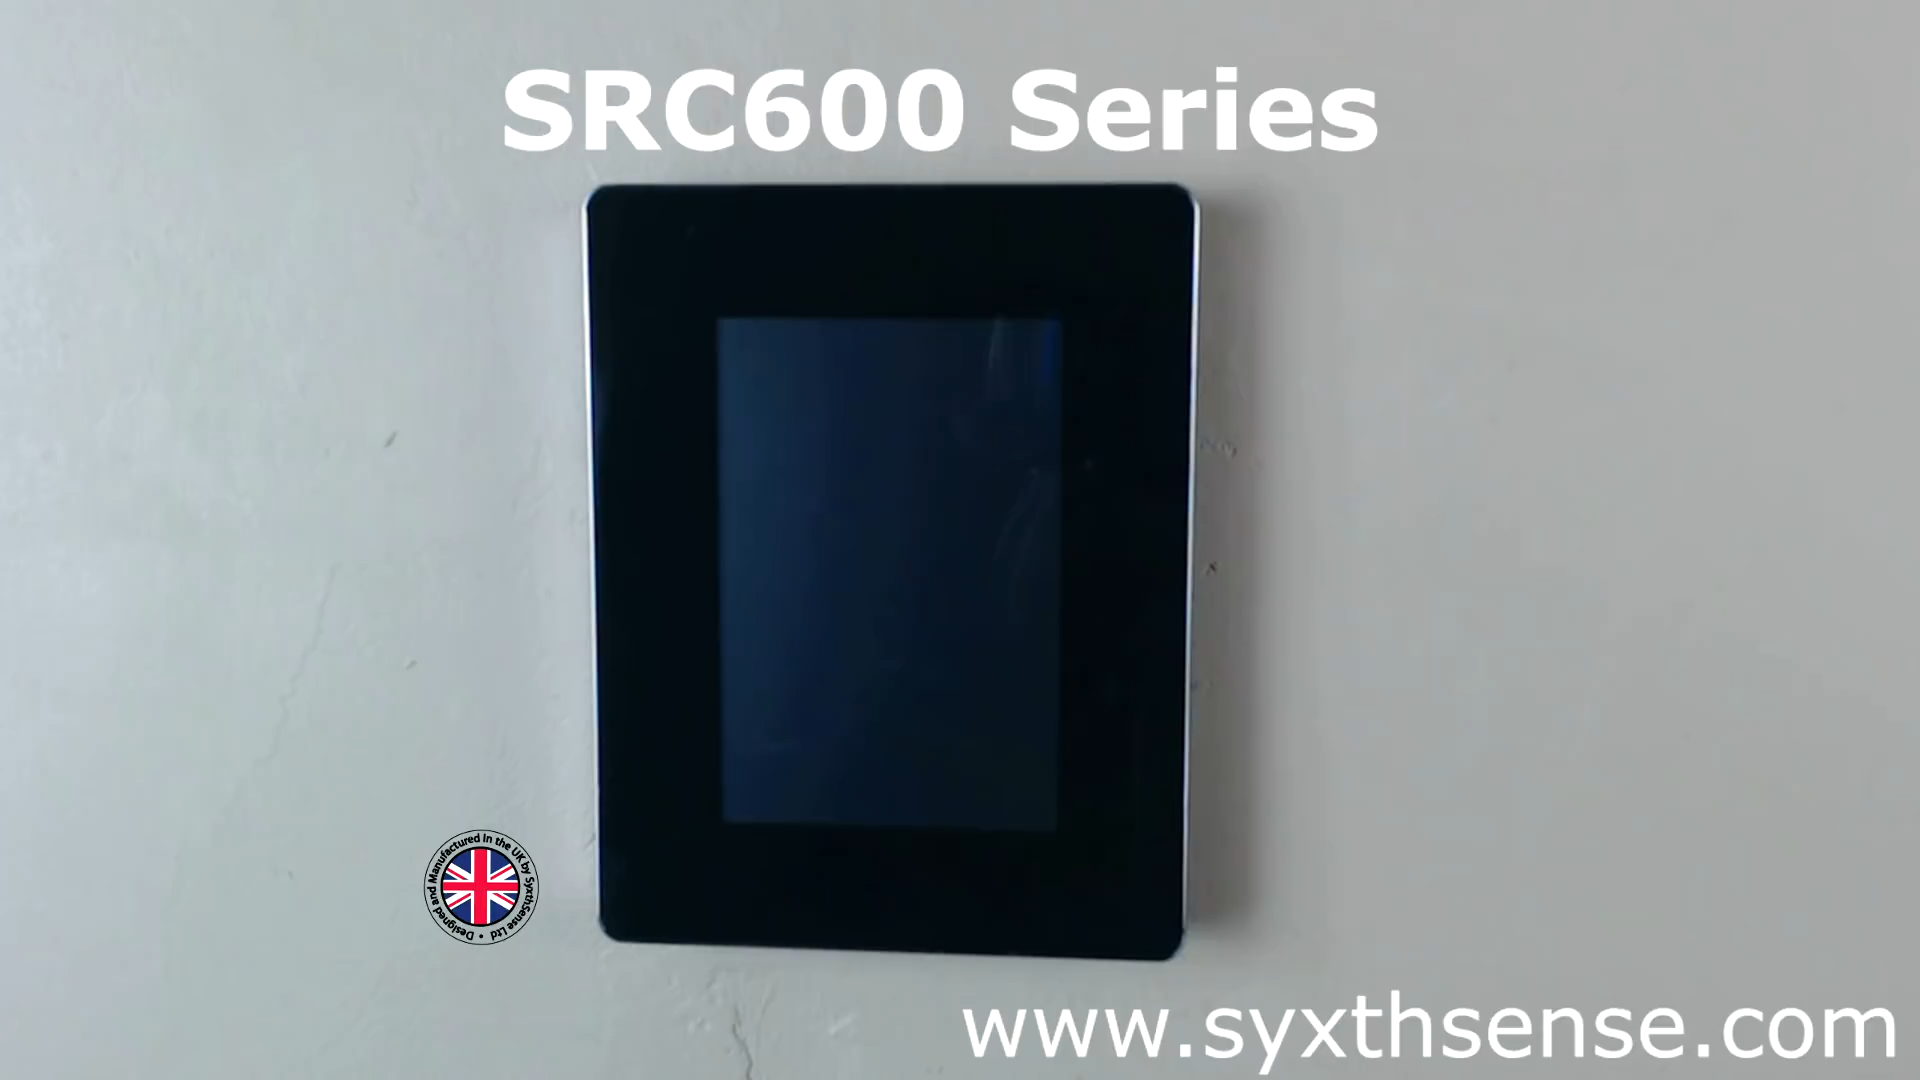 SRC600 Series
Designed and Manufactured in the UK by SyxthSense Ltd •
www.syxthsense.com